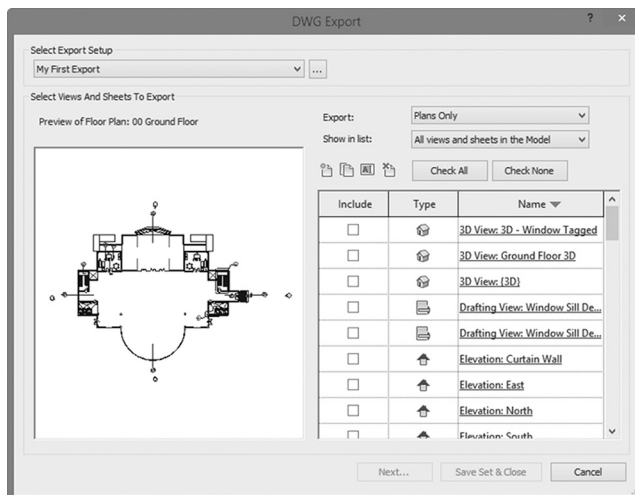 DWG Export
? ×
Select Export Setup
My First Export
...
Select Views And Sheets To Export
Preview of Floor Plan: 00 Ground Floor
Export: Plans Only
Show in list: All views and sheets in the Model
Check All Check None
Include Type Name
3D View: 3D - Window Tagged
3D View: Ground Floor 3D
3D View: {3D}
Drafting View: Window Sill De...
Drafting View: Window Sill De...
Elevation: Curtain Wall
Elevation: East
Elevation: North
Elevation: South
Next... Save Set & Close Cancel